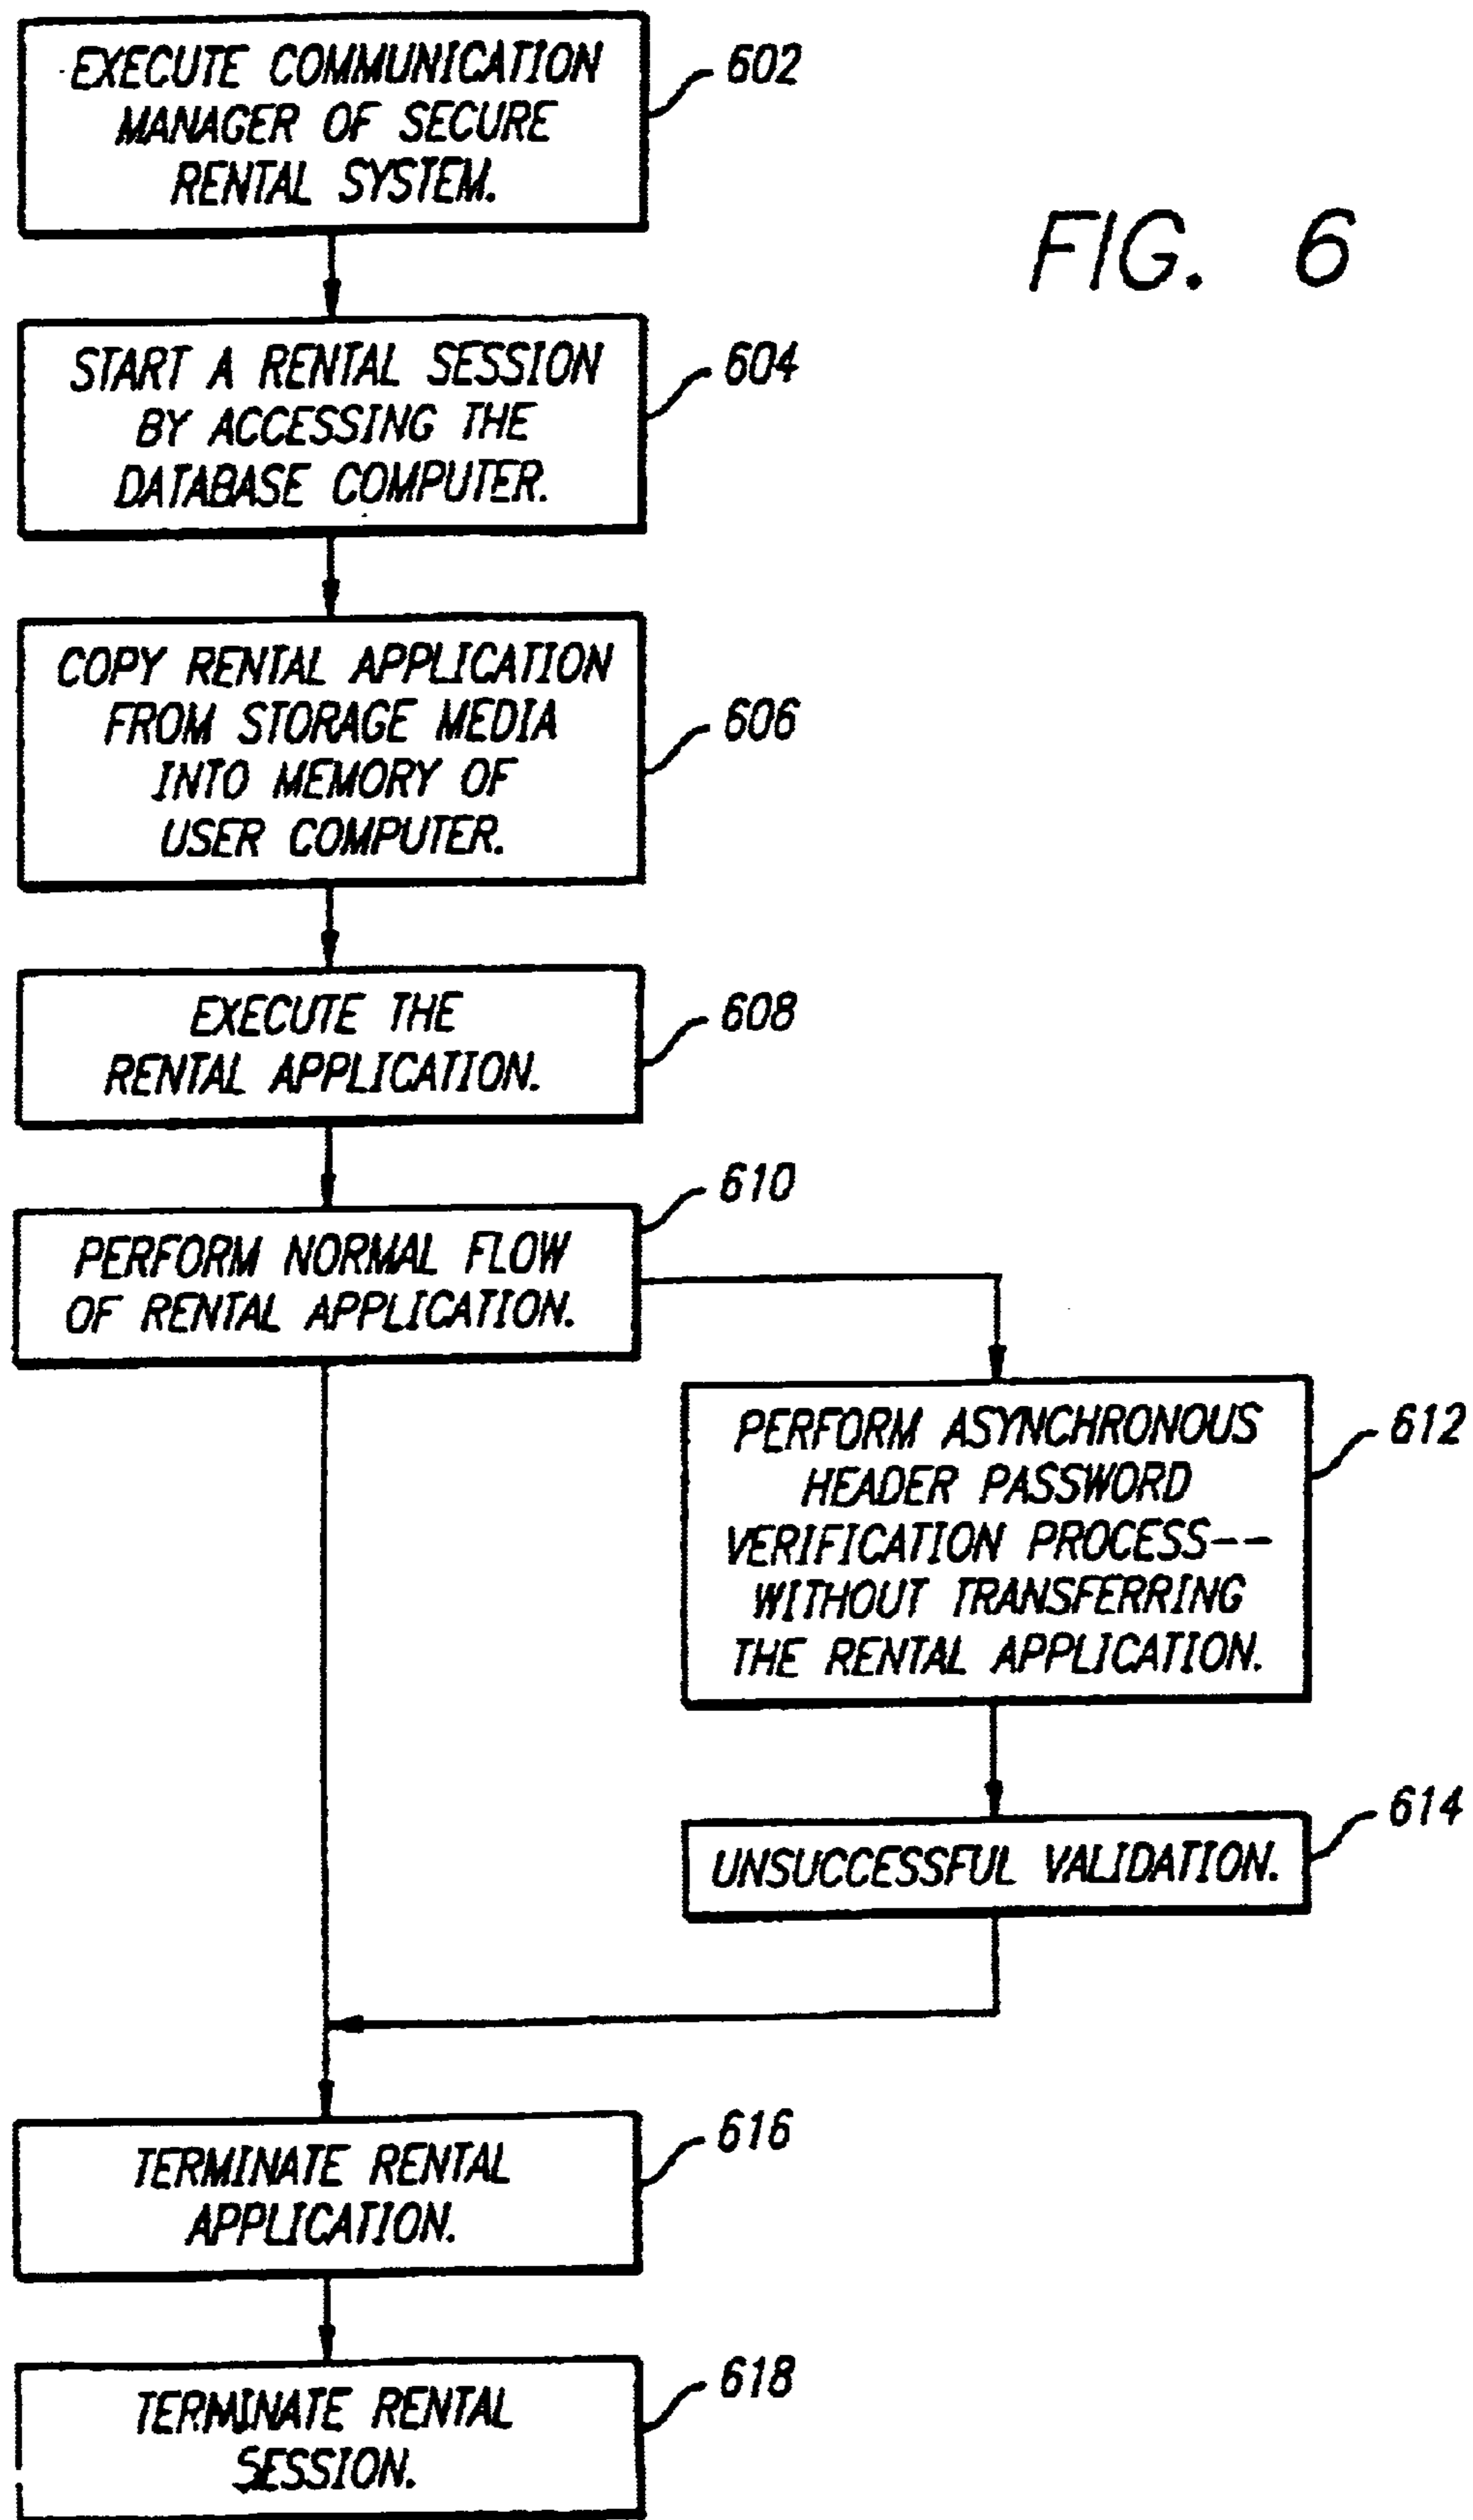 EXECUTE COMMUNICATION
MANAGER OF SECURE
RENTAL SYSTEM.
602
FIG. 6
START A RENTAL SESSION
BY ACCESSING THE
DATABASE COMPUTER.
604
COPY RENTAL APPLICATION
FROM STORAGE MEDIA
INTO MEMORY OF
USER COMPUTER.
606
EXECUTE THE
RENTAL APPLICATION.
608
PERFORM NORMAL FLOW
OF RENTAL APPLICATION.
610
PERFORM ASYNCHRONOUS
HEADER PASSWORD
VERIFICATION PROCESS--
WITHOUT TRANSFERRING
THE RENTAL APPLICATION.
612
UNSUCCESSFUL VALIDATION.
614
TERMINATE RENTAL
APPLICATION.
616
TERMINATE RENTAL
SESSION.
618